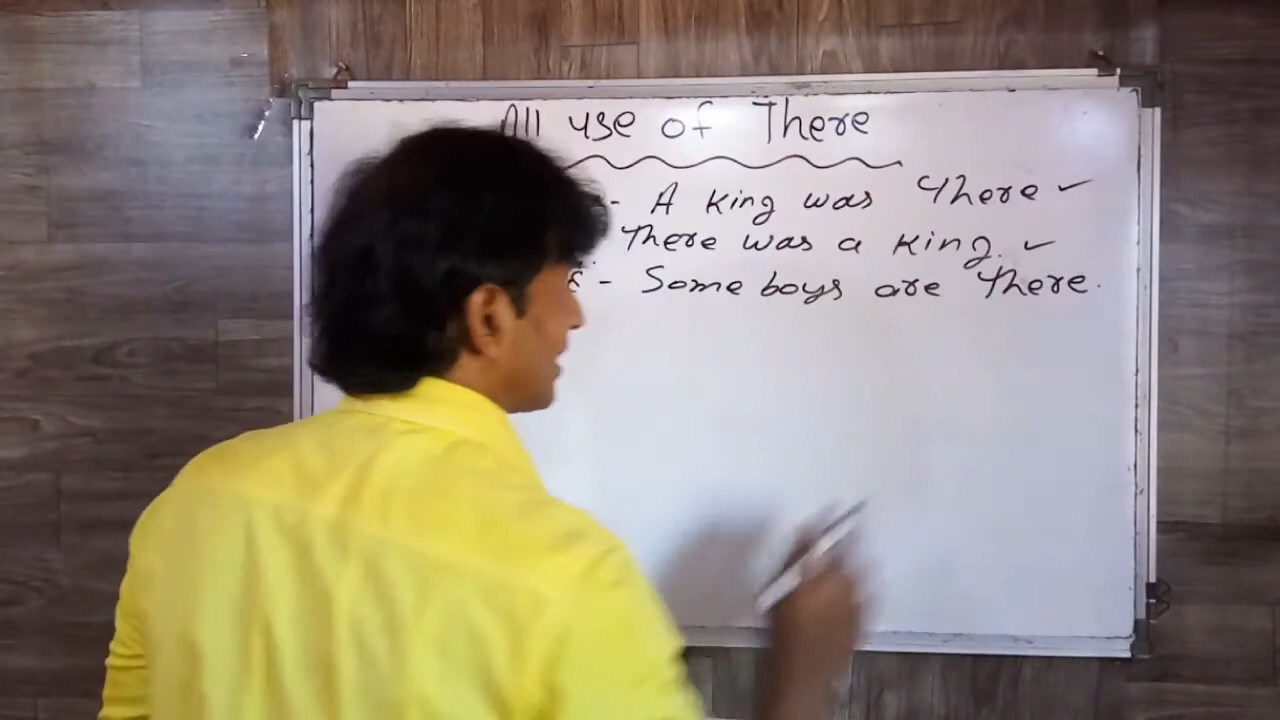 All use of There
- A King was There ✓
There was a King. ✓
- Some boys are There.